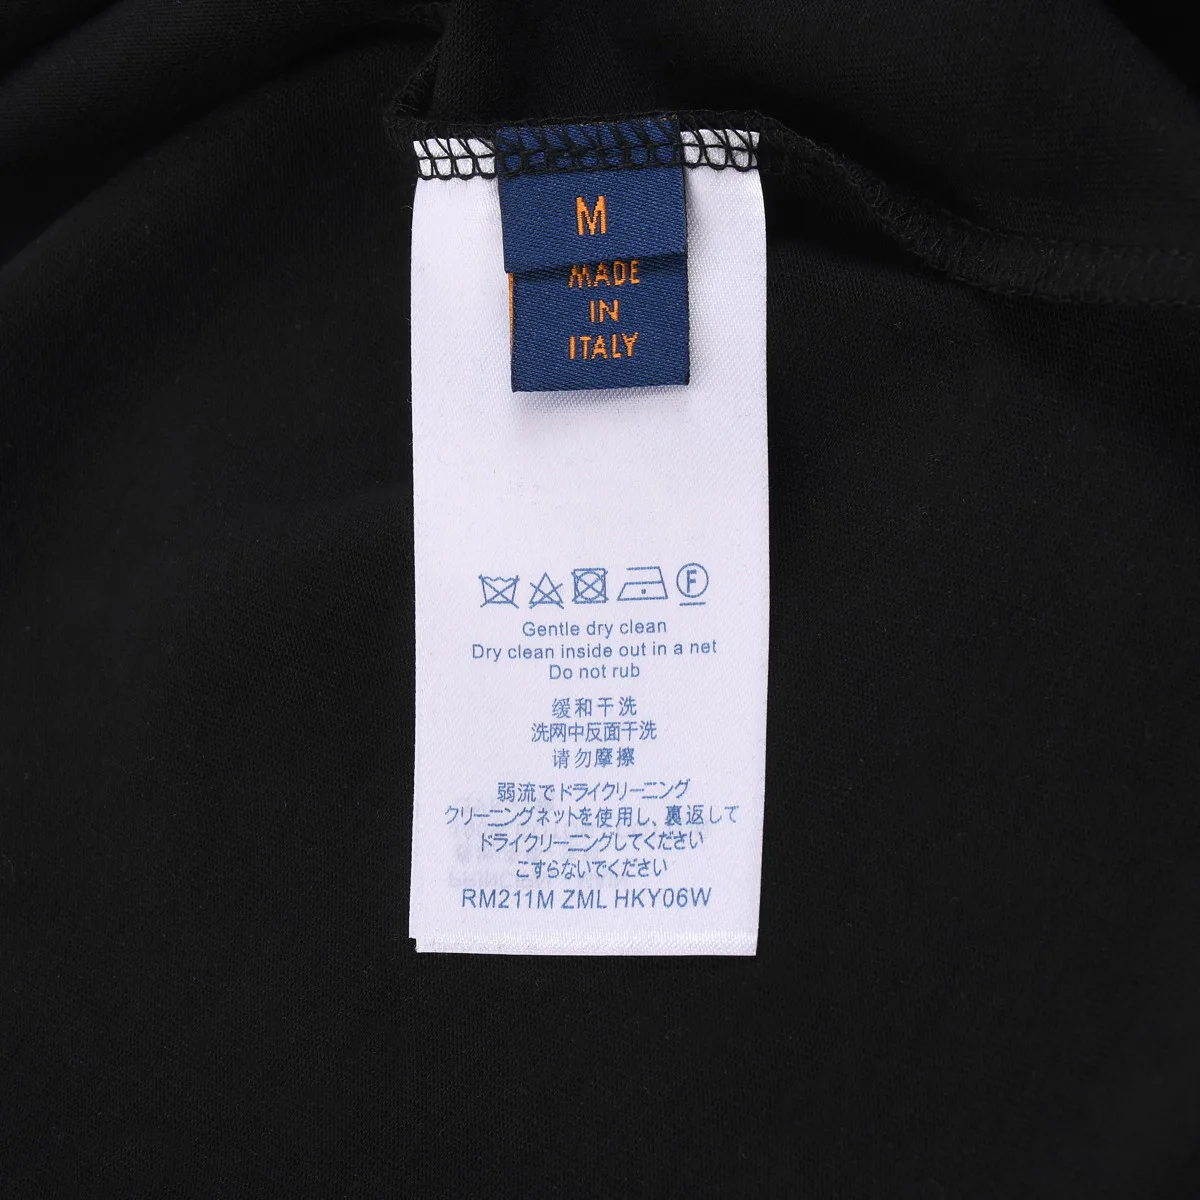 M
MADE
IN
ITALY
F
Gentle dry clean
Dry clean inside out in a net
Do not rub
缓和干洗
洗网中反面干洗
请勿摩擦
弱流でドライクリーニング
クリーニングネットを使用し、裏返して
ドライクリーニングしてください
こすらないでください
RM211M ZML HKY06W